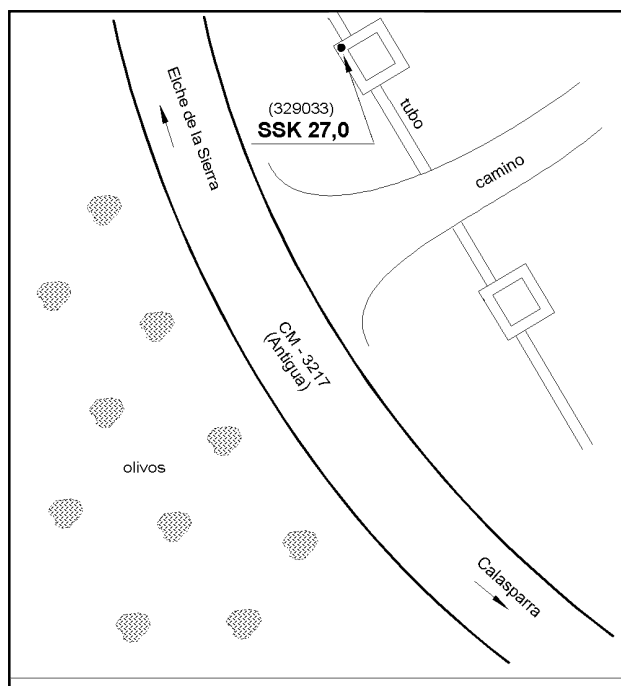 Elche de la Sierra
(329033)
SSK 27,0
tubo
camino
CM - 3217
(Antigua)
olivos
Calasparra